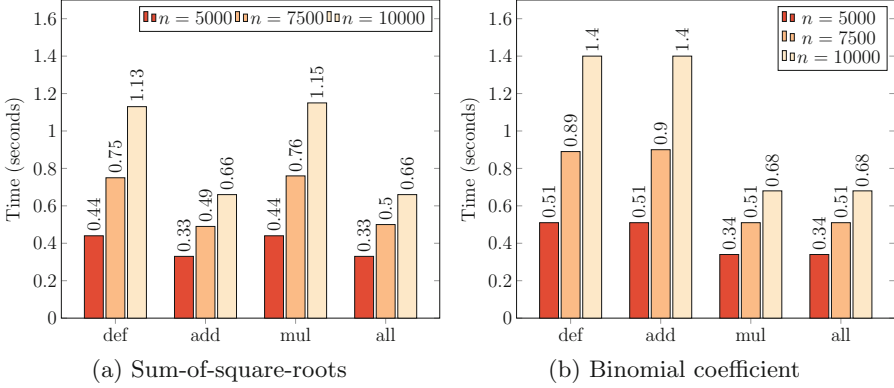 n = 5000 n = 7500 n = 10000
Time (seconds)
1.6
1.4
1.2
1
0.8
0.6
0.4
0.2
0
0.44 0.75 1.13
0.33 0.49 0.66
0.44 0.76 1.15
0.33 0.5 0.66
def add mul all
(a) Sum-of-square-roots
n = 5000
n = 7500
n = 10000
Time (seconds)
1.6
1.4
1.2
1
0.8
0.6
0.4
0.2
0
0.51 0.89 1.4
0.51 0.9 1.4
0.34 0.51 0.68
0.34 0.51 0.68
def add mul all
(b) Binomial coefficient